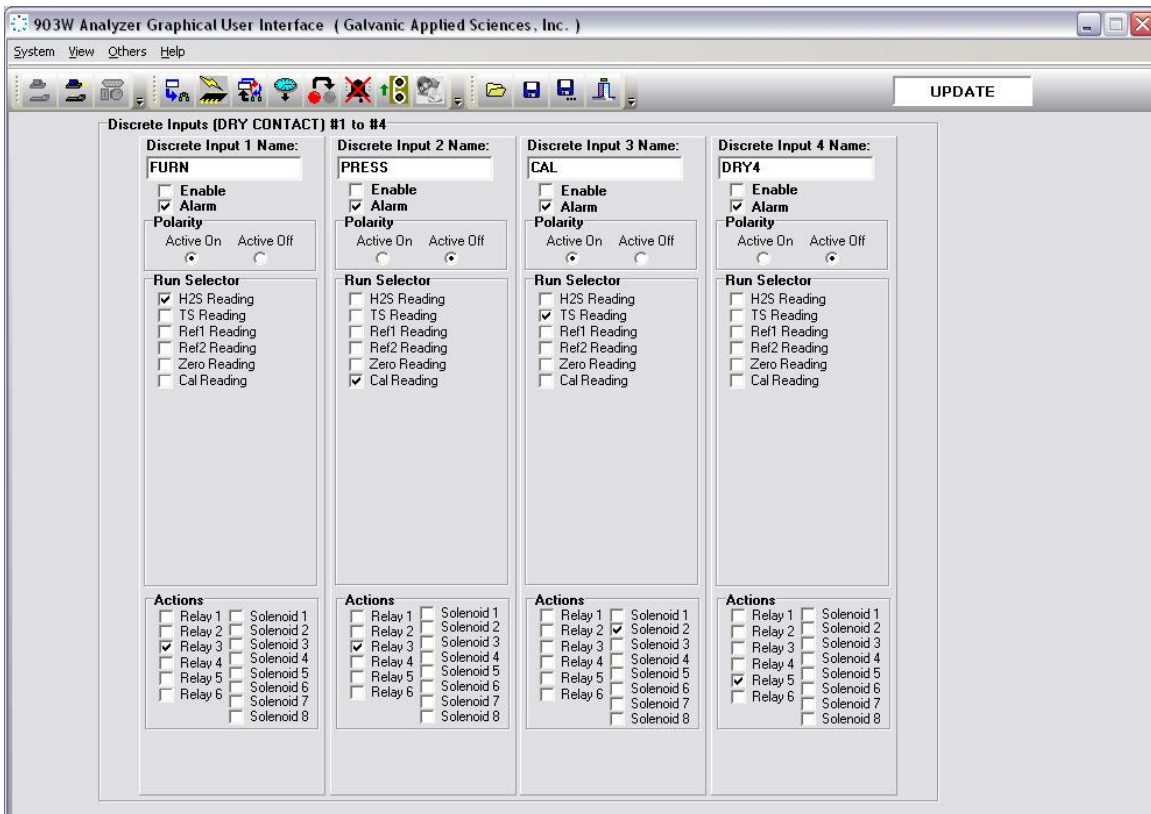 903W Analyzer Graphical User Interface ( Galvanic Applied Sciences, Inc. )
System View Others Help
UPDATE
Discrete Inputs (DRY CONTACT) #1 to #4
Discrete Input 1 Name:
FURN
Enable
Alarm
Polarity
Active On Active Off
Run Selector
H2S Reading
TS Reading
Ref1 Reading
Ref2 Reading
Zero Reading
Cal Reading
Actions
Relay 1 Solenoid 1
Relay 2 Solenoid 2
Relay 3 Solenoid 3
Relay 4 Solenoid 4
Relay 5 Solenoid 5
Relay 6 Solenoid 6
Solenoid 7
Solenoid 8
Discrete Input 2 Name:
PRESS
Enable
Alarm
Polarity
Active On Active Off
Run Selector
H2S Reading
TS Reading
Ref1 Reading
Ref2 Reading
Zero Reading
Cal Reading
Actions
Relay 1 Solenoid 1
Relay 2 Solenoid 2
Relay 3 Solenoid 3
Relay 4 Solenoid 4
Relay 5 Solenoid 5
Relay 6 Solenoid 6
Solenoid 7
Solenoid 8
Discrete Input 3 Name:
CAL
Enable
Alarm
Polarity
Active On Active Off
Run Selector
H2S Reading
TS Reading
Ref1 Reading
Ref2 Reading
Zero Reading
Cal Reading
Actions
Relay 1 Solenoid 1
Relay 2 Solenoid 2
Relay 3 Solenoid 3
Relay 4 Solenoid 4
Relay 5 Solenoid 5
Relay 6 Solenoid 6
Solenoid 7
Solenoid 8
Discrete Input 4 Name:
DRY4
Enable
Alarm
Polarity
Active On Active Off
Run Selector
H2S Reading
TS Reading
Ref1 Reading
Ref2 Reading
Zero Reading
Cal Reading
Actions
Relay 1 Solenoid 1
Relay 2 Solenoid 2
Relay 3 Solenoid 3
Relay 4 Solenoid 4
Relay 5 Solenoid 5
Relay 6 Solenoid 6
Solenoid 7
Solenoid 8